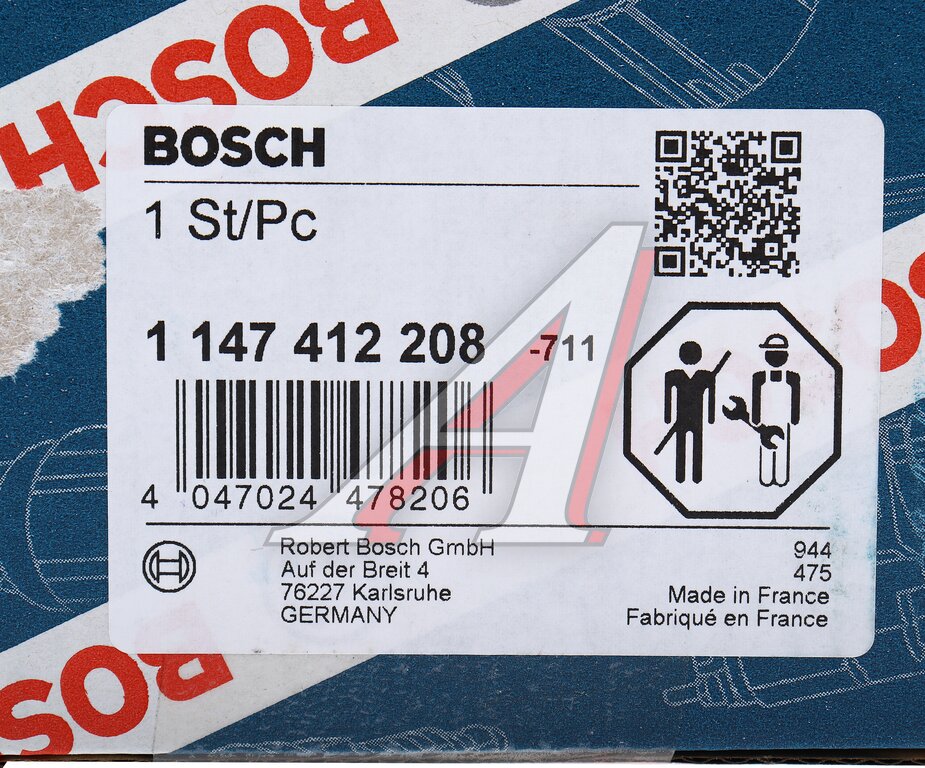 BOSCH
BOSCH
1 St/Pc
1 147 412 208 -711
4 047024 478206
Robert Bosch GmbH
Auf der Breit 4
76227 Karlsruhe
GERMANY
944
475
Made in France
Fabriqué en France
BOSCH